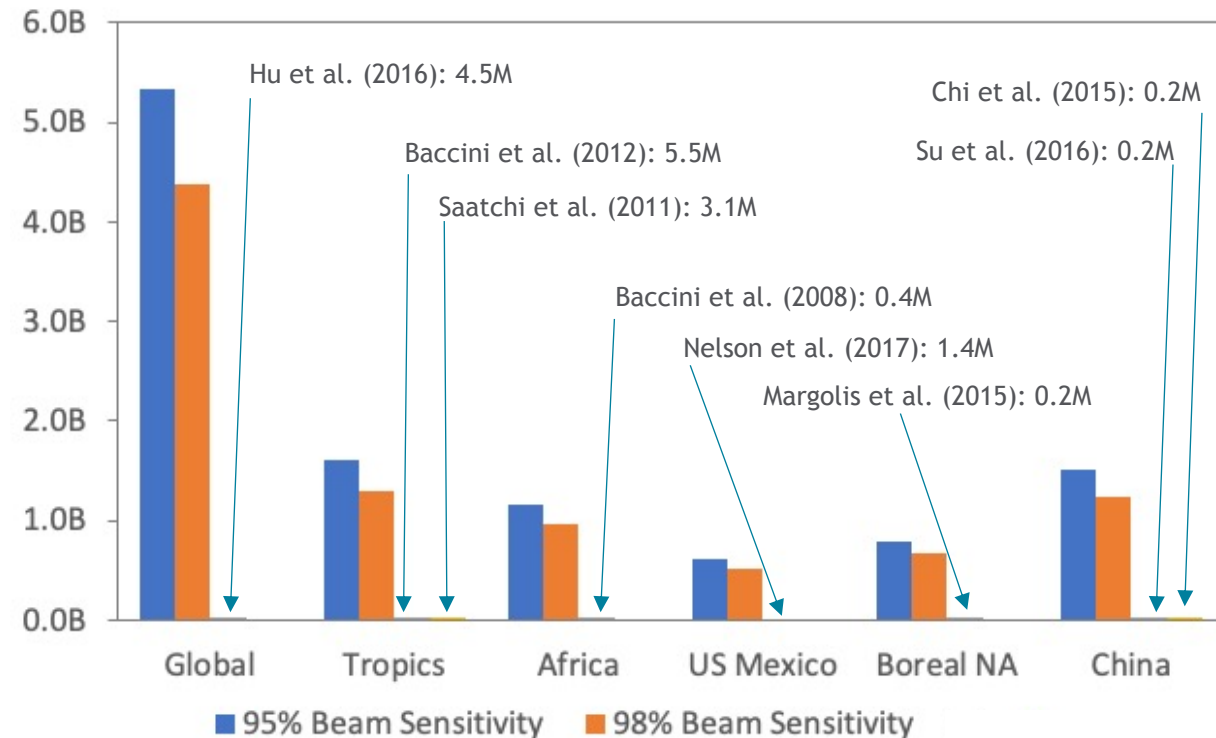 6.0B
5.0B
4.0B
3.0B
2.0B
1.0B
0.0B
Hu et al. (2016): 4.5M
Baccini et al. (2012): 5.5M
Saatchi et al. (2011): 3.1M
Baccini et al. (2008): 0.4M
Nelson et al. (2017): 1.4M
Margolis et al. (2015): 0.2M
Chi et al. (2015): 0.2M
Su et al. (2016): 0.2M
Global Tropics Africa US Mexico Boreal NA China
95% Beam Sensitivity 98% Beam Sensitivity